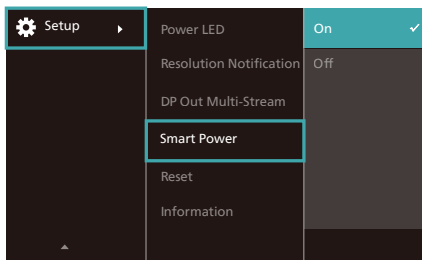 Setup
Power LED
Resolution Notification
DP Out Multi-Stream
Smart Power
Reset
Information
On
Off